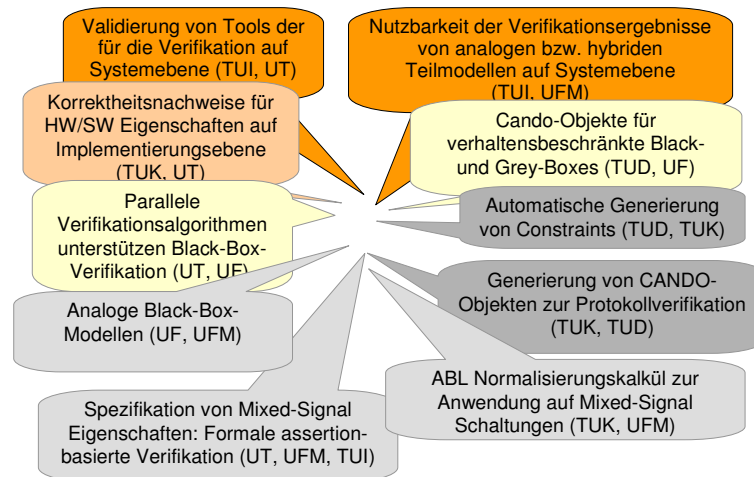 Validierung von Tools der
für die Verifikation auf
Systemebene (TUI, UT)
Nutzbarkeit der Verifikationsergebnisse
von analogen bzw. hybriden
Teilmodellen auf Systemebene
(TUI, UFM)
Korrektheitsnachweise für
HW/SW Eigenschaften auf
Implementierungsebene
(TUK, UT)
Cando-Objekte für
verhaltensbeschränkte Black-
und Grey-Boxes (TUD, UF)
Parallele
Verifikationsalgorithmen
unterstützen Black-Box-
Verifikation (UT, UF)
Automatische Generierung
von Constraints (TUD, TUK)
Analoge Black-Box-
Modellen (UF, UFM)
Generierung von CANDO-
Objekten zur Protokollverifikation
(TUK, TUD)
Spezifikation von Mixed-Signal
Eigenschaften: Formale assertion-
basierte Verifikation (UT, UFM, TUI)
ABL Normalisierungskalkül zur
Anwendung auf Mixed-Signal
Schaltungen (TUK, UFM)